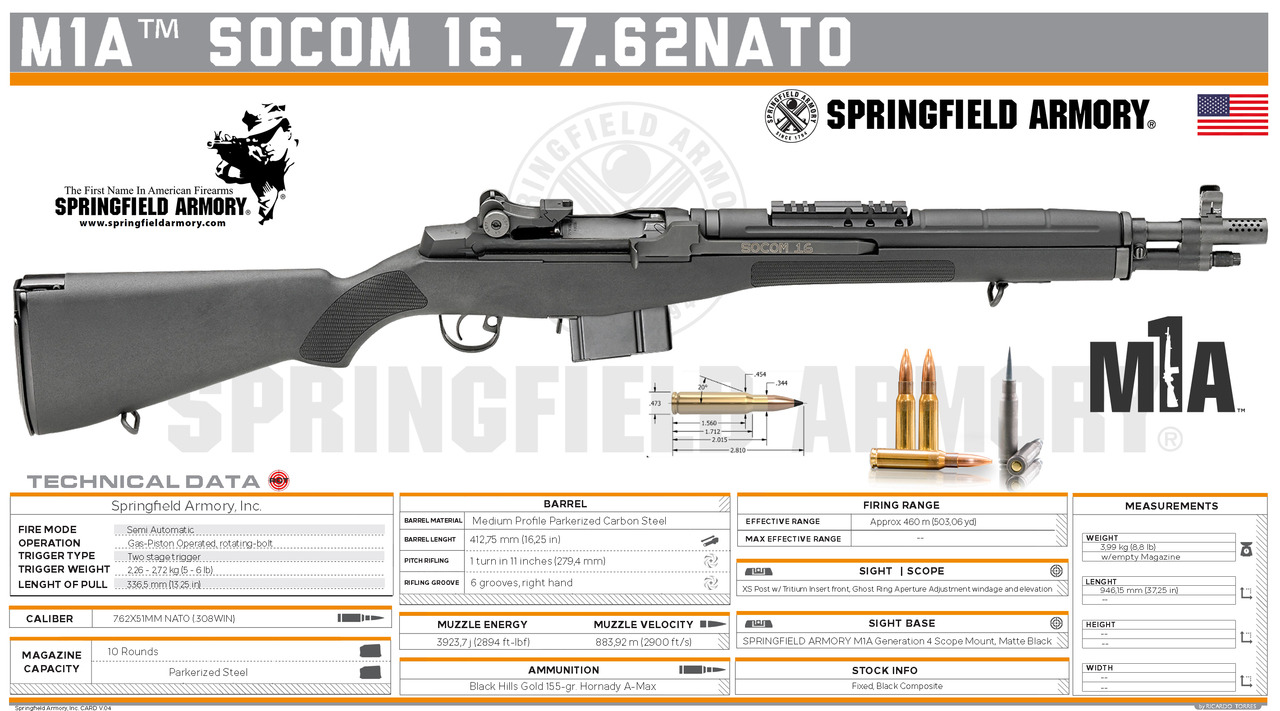 M1A™ SOCOM 16. 7.62NATO
SPRINGFIELD ARMORY
SINCE 1794
SPRINGFIELD ARMORY®
The First Name In American Firearms
SPRINGFIELD ARMORY®
www.springfieldarmory.com
SPRINGFIELD ARMORY
SOCOM 16
SPRINGFIELD ARMORY®
M1A™
.454
20°
.344
.473
1.560
1.712
2.015
2.810
TECHNICAL DATA
Springfield Armory, Inc.
FIRE MODE Semi Automatic
OPERATION Gas-Piston Operated, rotating-bolt
TRIGGER TYPE Two stage trigger
TRIGGER WEIGHT 2,26 - 2.72 kg (5 - 6 lb)
LENGHT OF PULL 336,5 mm (13,25 in)
CALIBER 7.62X51MM NATO (.308WIN)
MAGAZINE CAPACITY
10 Rounds
Parkerized Steel
BARREL
BARREL MATERIAL Medium Profile Parkerized Carbon Steel
BARREL LENGHT 412,75 mm (16,25 in)
PITCH RIFLING 1 turn in 11 inches (279,4 mm)
RIFLING GROOVE 6 grooves, right hand
MUZZLE ENERGY MUZZLE VELOCITY
3923,7 j (2894 ft-lbf) 883,92 m (2900 ft/s)
AMMUNITION
Black Hills Gold 155-gr. Hornady A-Max
FIRING RANGE
EFFECTIVE RANGE Approx 460 m (503,06 yd)
MAX EFFECTIVE RANGE --
SIGHT | SCOPE
XS Post w/ Tritium Insert front, Ghost Ring Aperture Adjustment windage and elevation
SIGHT BASE
SPRINGFIELD ARMORY M1A Generation 4 Scope Mount, Matte Black
STOCK INFO
Fixed, Black Composite
MEASUREMENTS
WEIGHT
3,99 kg (8,8 lb)
w/empty Magazine
LENGHT
946,15 mm (37,25 in)
--
HEIGHT
--
--
WIDTH
--
--
Springfield Armory, Inc. CARD V.04
by RICARDO TORRES